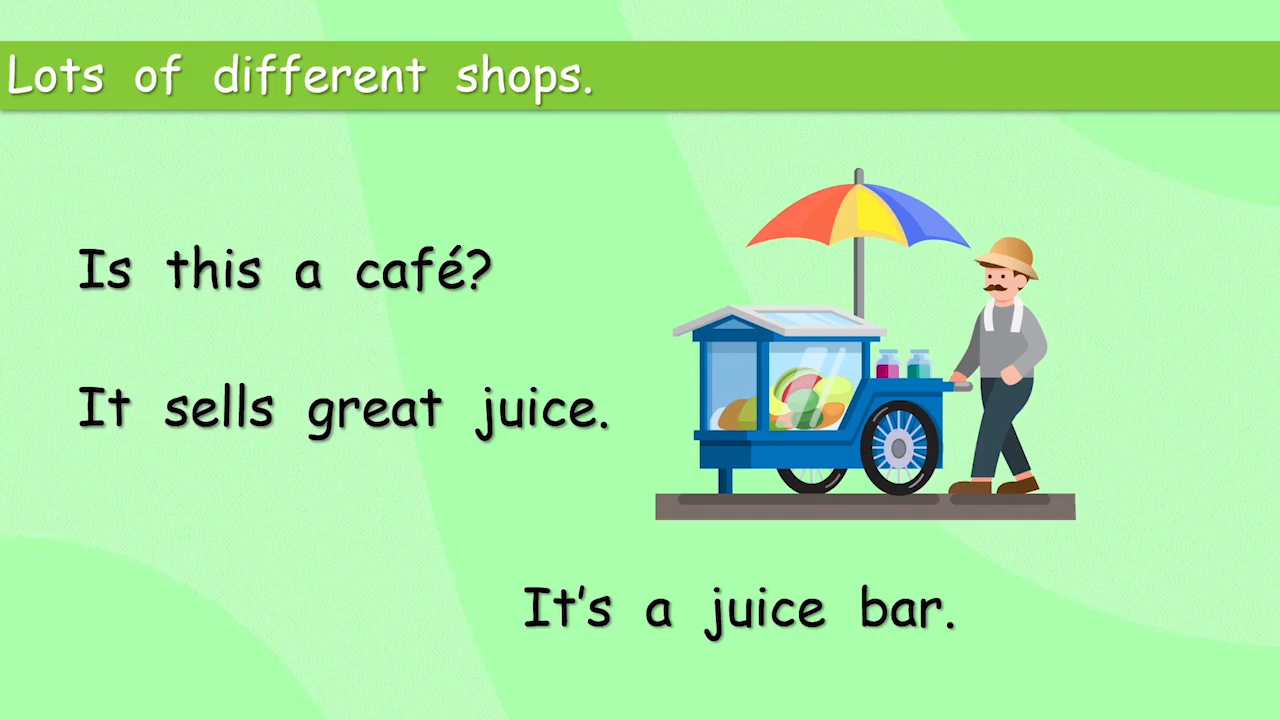 Lots of different shops.
Is this a café?
It sells great juice.
It's a juice bar.